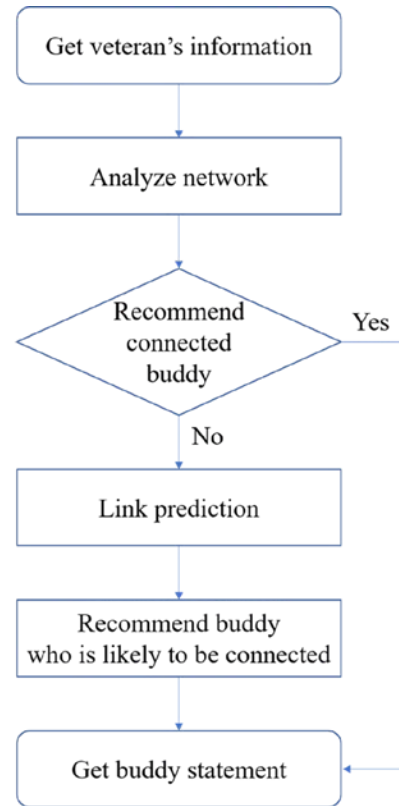 Get veteran’s information
Analyze network
Recommend
connected
buddy
Yes
No
Link prediction
Recommend buddy
who is likely to be connected
Get buddy statement